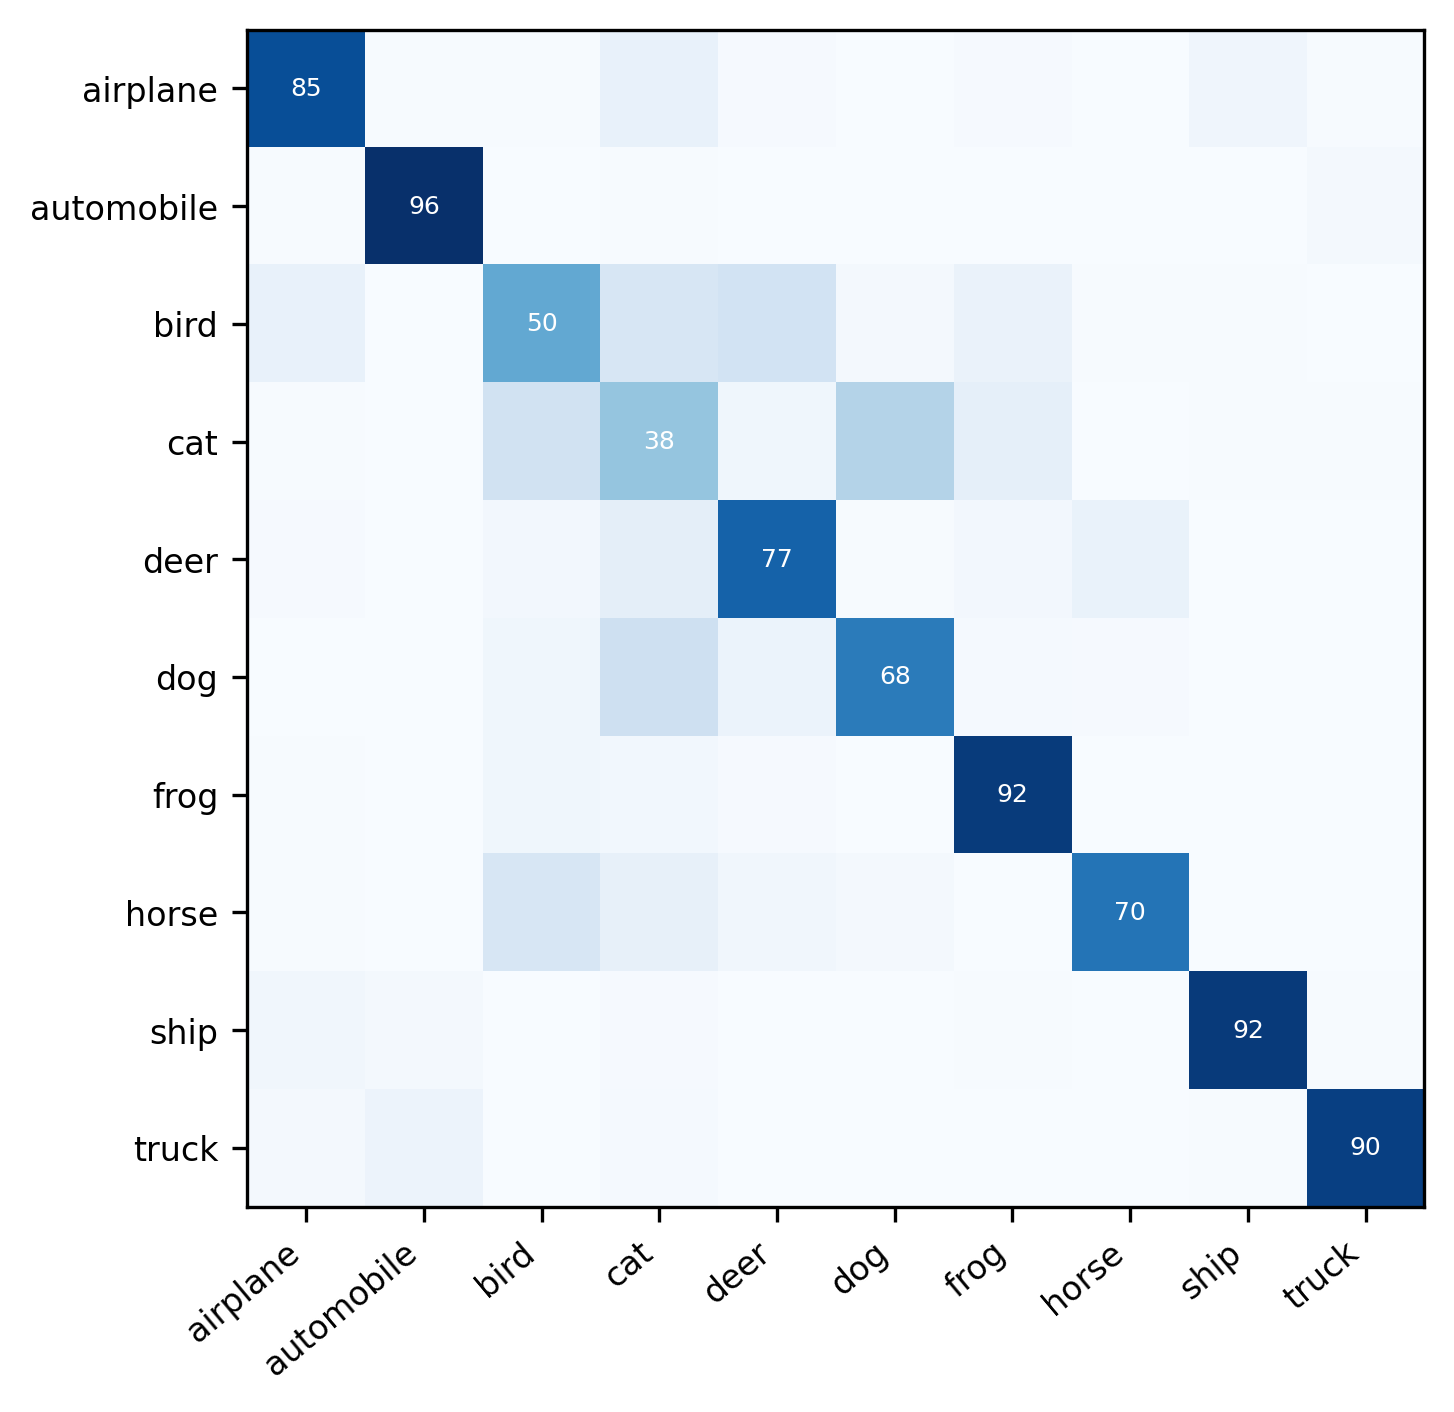 airplane
85
automobile
96
bird
50
cat
38
deer
77
dog
68
frog
92
horse
70
ship
92
truck
90
airplane
automobile
bird
cat
deer
dog
frog
horse
ship
truck